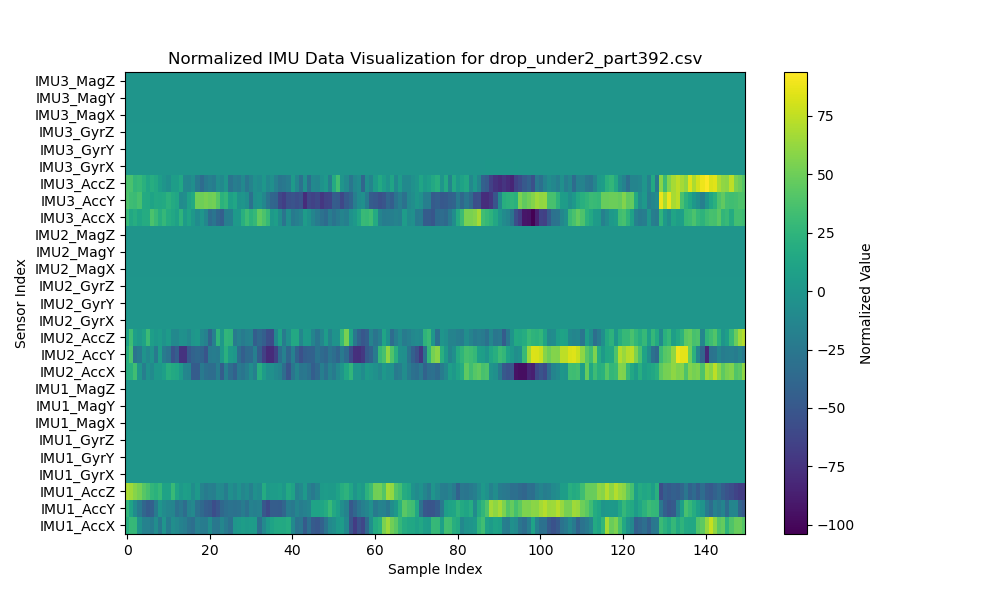 Normalized IMU Data Visualization for drop_under2_part392.csv
IMU3_MagZ
IMU3_MagY
IMU3_MagX
IMU3_GyrZ
IMU3_GyrY
IMU3_GyrX
IMU3_AccZ
IMU3_AccY
IMU3_AccX
IMU2_MagZ
IMU2_MagY
IMU2_MagX
IMU2_GyrZ
IMU2_GyrY
IMU2_GyrX
IMU2_AccZ
IMU2_AccY
IMU2_AccX
IMU1_MagZ
IMU1_MagY
IMU1_MagX
IMU1_GyrZ
IMU1_GyrY
IMU1_GyrX
IMU1_AccZ
IMU1_AccY
IMU1_AccX
Sensor Index
0 20 40 60 80 100 120 140
Sample Index
75
50
25
0
−25
−50
−75
−100
Normalized Value